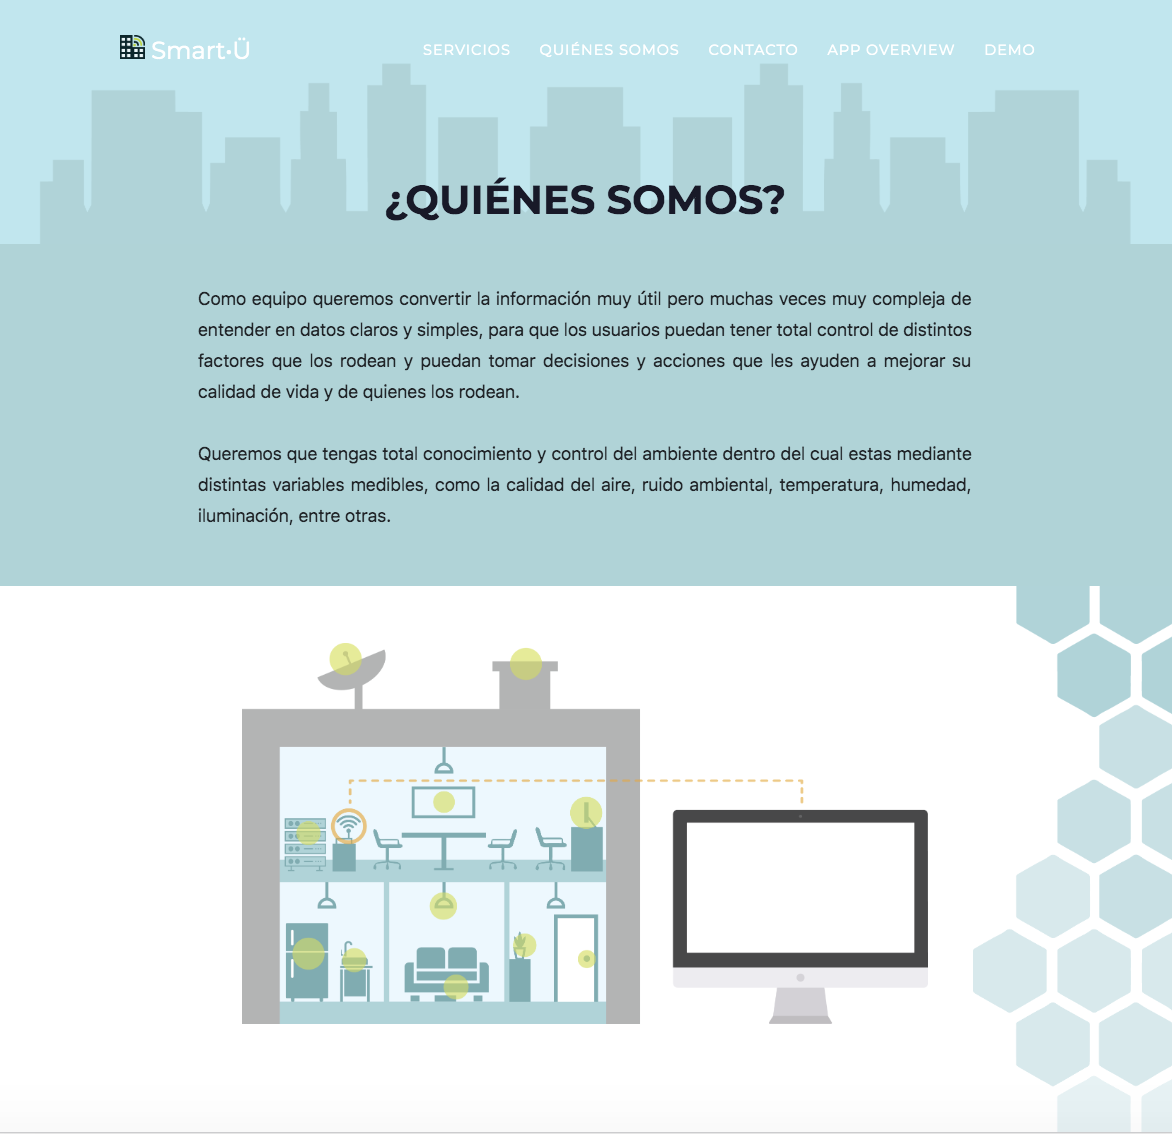 Smart·Ü
SERVICIOS QUIÉNES SOMOS CONTACTO APP OVERVIEW DEMO
¿QUIÉNES SOMOS?
Como equipo queremos convertir la información muy útil pero muchas veces muy compleja de
entender en datos claros y simples, para que los usuarios puedan tener total control de distintos
factores que los rodean y puedan tomar decisiones y acciones que les ayuden a mejorar su
calidad de vida y de quienes los rodean.
Queremos que tengas total conocimiento y control del ambiente dentro del cual estas mediante
distintas variables medibles, como la calidad del aire, ruido ambiental, temperatura, humedad,
iluminación, entre otras.